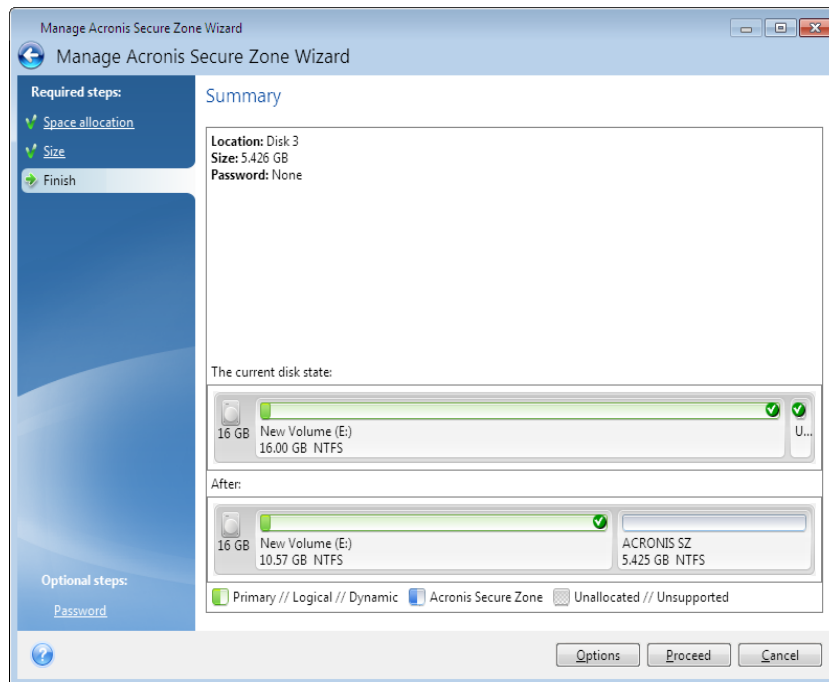 Manage Acronis Secure Zone Wizard
Manage Acronis Secure Zone Wizard
Required steps:
Space allocation
Size
Finish
Optional steps:
Password
Summary
Location: Disk 3
Size: 5.426 GB
Password: None
The current disk state:
16 GB
New Volume (E:)
16.00 GB NTFS
U...
After:
16 GB
New Volume (E:)
10.57 GB NTFS
ACRONIS SZ
5.425 GB NTFS
Primary // Logical // Dynamic Acronis Secure Zone Unallocated // Unsupported
Options Proceed Cancel